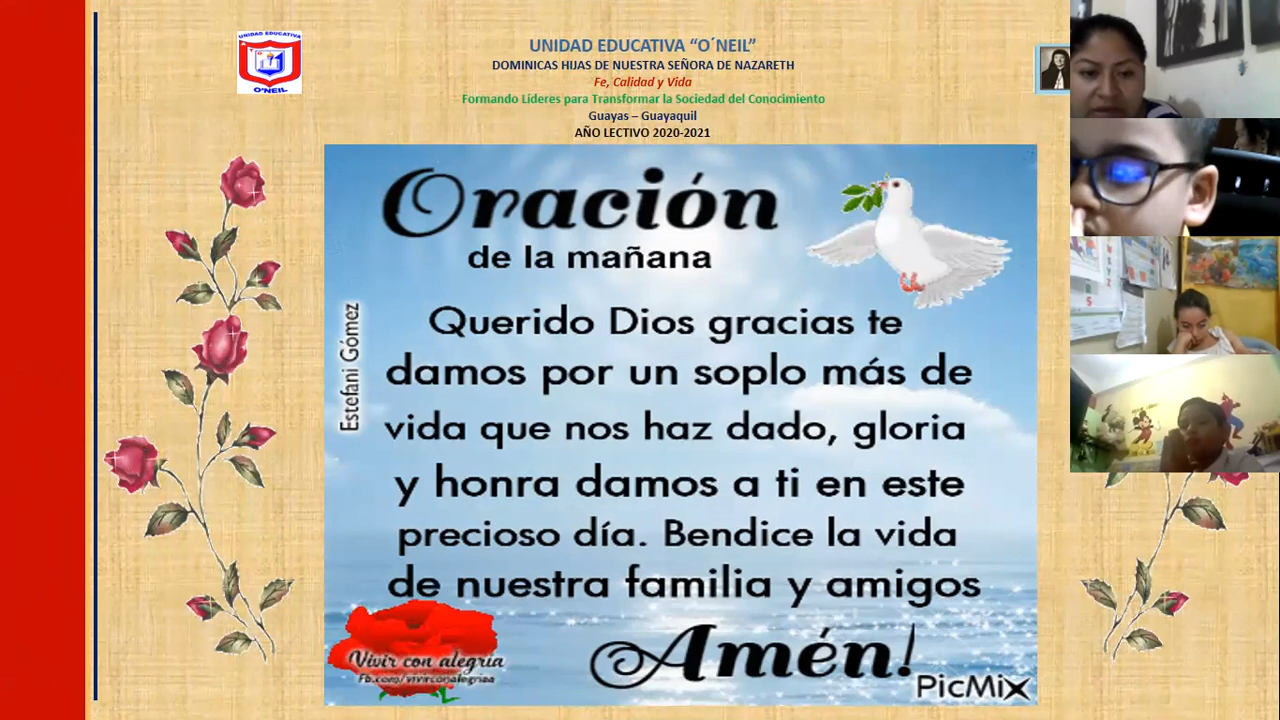 UNIDAD EDUCATIVA
O'NEIL
UNIDAD EDUCATIVA “O´NEIL”
DOMINICAS HIJAS DE NUESTRA SEÑORA DE NAZARETH
Fe, Calidad y Vida
Formando Líderes para Transformar la Sociedad del Conocimiento
Guayas – Guayaquil
AÑO LECTIVO 2020-2021
Oración
de la mañana
Estefani Gómez
Querido Dios gracias te
damos por un soplo más de
vida que nos haz dado, gloria
y honra damos a ti en este
precioso día. Bendice la vida
de nuestra familia y amigos
Amén!
Vivir con alegría
Fb.com/vivirconalegriaa
PicMix